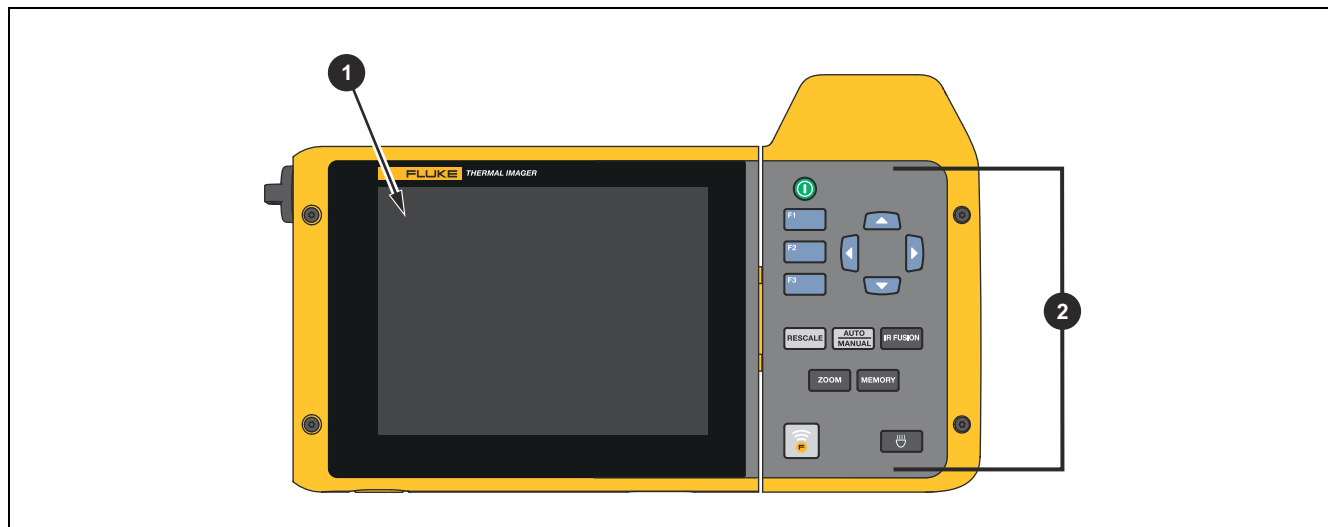 1
FLUKE THERMAL IMAGER
F1
F2
F3
2
RESCALE
AUTO
MANUAL
IR FUSION
ZOOM
MEMORY
F